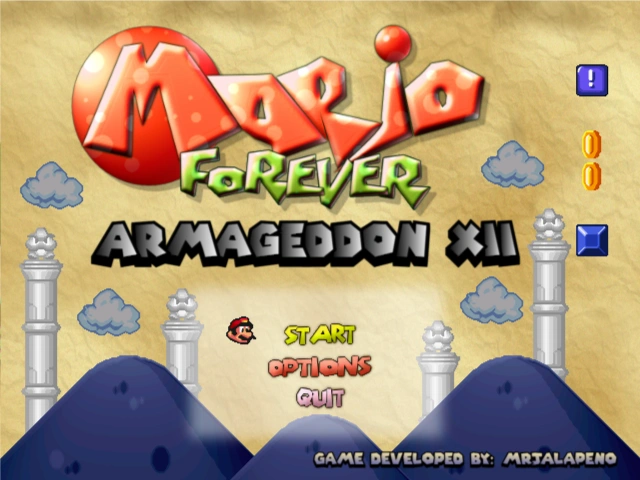 MARIO
FOREVER
ARMAGEDDON XII
!
START
OPTIONS
QUIT
GAME DEVELOPED BY: MRJALAPENO